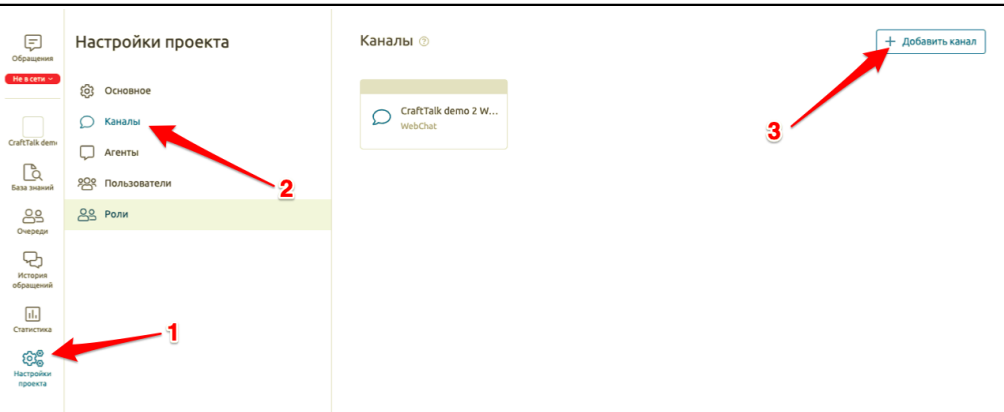 Обращения
Не в сети
CraftTalk demo
База знаний
Очереди
История
обращений
Статистика
Настройки
проекта
1
Настройки проекта
Основное
Каналы
Агенты
Пользователи
Роли
2
Каналы
CraftTalk demo 2 W...
WebChat
+ Добавить канал
3